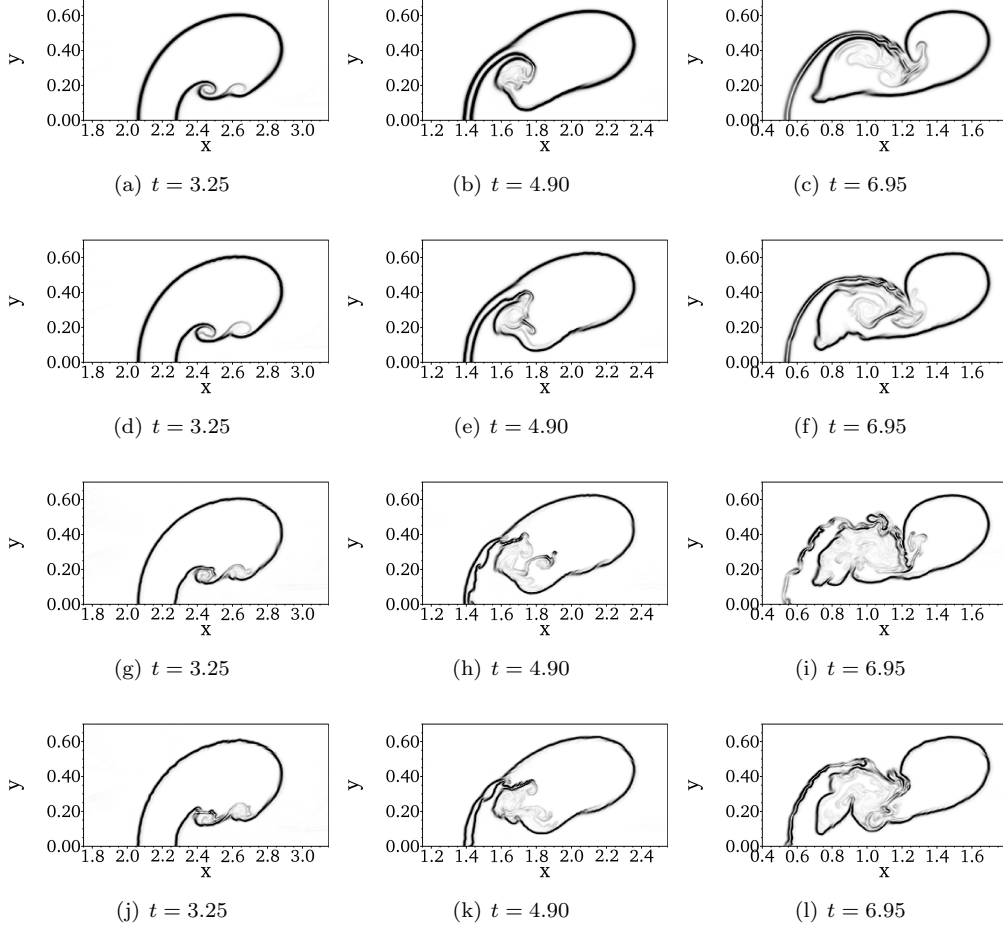 0.60
0.40
0.20
0.00
y
1.8 2.0 2.2 2.4 2.6 2.8 3.0
x
(a) t = 3.25
0.60
0.40
0.20
0.00
y
1.2 1.4 1.6 1.8 2.0 2.2 2.4
x
(b) t = 4.90
0.60
0.40
0.20
0.00
y
0.4 0.6 0.8 1.0 1.2 1.4 1.6
x
(c) t = 6.95
0.60
0.40
0.20
0.00
y
1.8 2.0 2.2 2.4 2.6 2.8 3.0
x
(d) t = 3.25
0.60
0.40
0.20
0.00
y
1.2 1.4 1.6 1.8 2.0 2.2 2.4
x
(e) t = 4.90
0.60
0.40
0.20
0.00
y
0.4 0.6 0.8 1.0 1.2 1.4 1.6
x
(f) t = 6.95
0.60
0.40
0.20
0.00
y
1.8 2.0 2.2 2.4 2.6 2.8 3.0
x
(g) t = 3.25
0.60
0.40
0.20
0.00
y
1.2 1.4 1.6 1.8 2.0 2.2 2.4
x
(h) t = 4.90
0.60
0.40
0.20
0.00
y
0.4 0.6 0.8 1.0 1.2 1.4 1.6
x
(i) t = 6.95
0.60
0.40
0.20
0.00
y
1.8 2.0 2.2 2.4 2.6 2.8 3.0
x
(j) t = 3.25
0.60
0.40
0.20
0.00
y
1.2 1.4 1.6 1.8 2.0 2.2 2.4
x
(k) t = 4.90
0.60
0.40
0.20
0.00
y
0.4 0.6 0.8 1.0 1.2 1.4 1.6
x
(l) t = 6.95